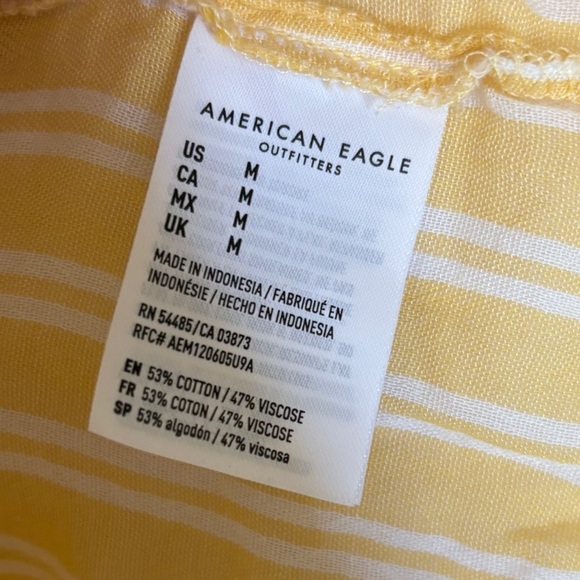 AMERICAN EAGLE
OUTFITTERS
US M
CA M
MX M
UK M
MADE IN INDONESIA / FABRIQUÉ EN
INDONÉSIE / HECHO EN INDONESIA
RN 54485/CA 03873
RFC# AEM120605U9A
EN 53% COTTON / 47% VISCOSE
FR 53% COTON / 47% VISCOSE
SP 53% algodón / 47% viscosa